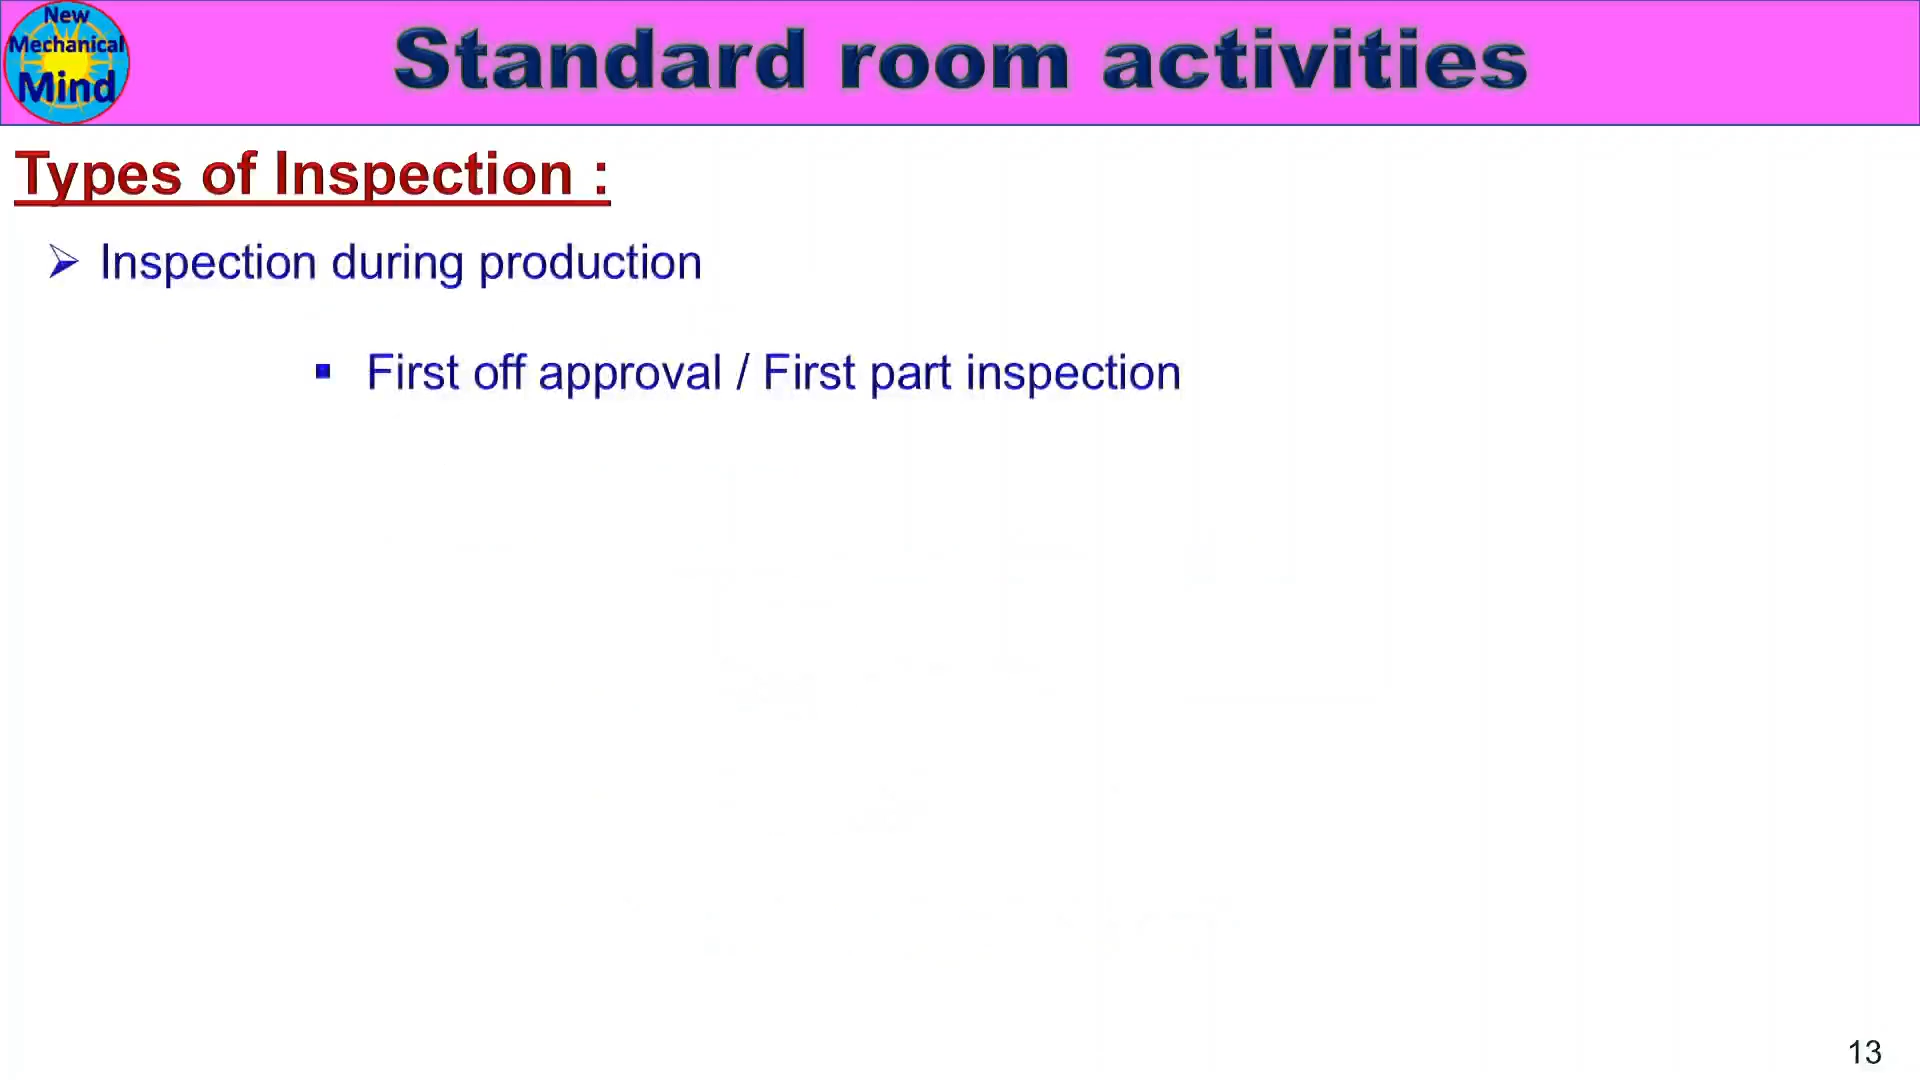 New
Mechanical
Mind
Standard room activities
Types of Inspection :
➢ Inspection during production
▪ First off approval / First part inspection
13